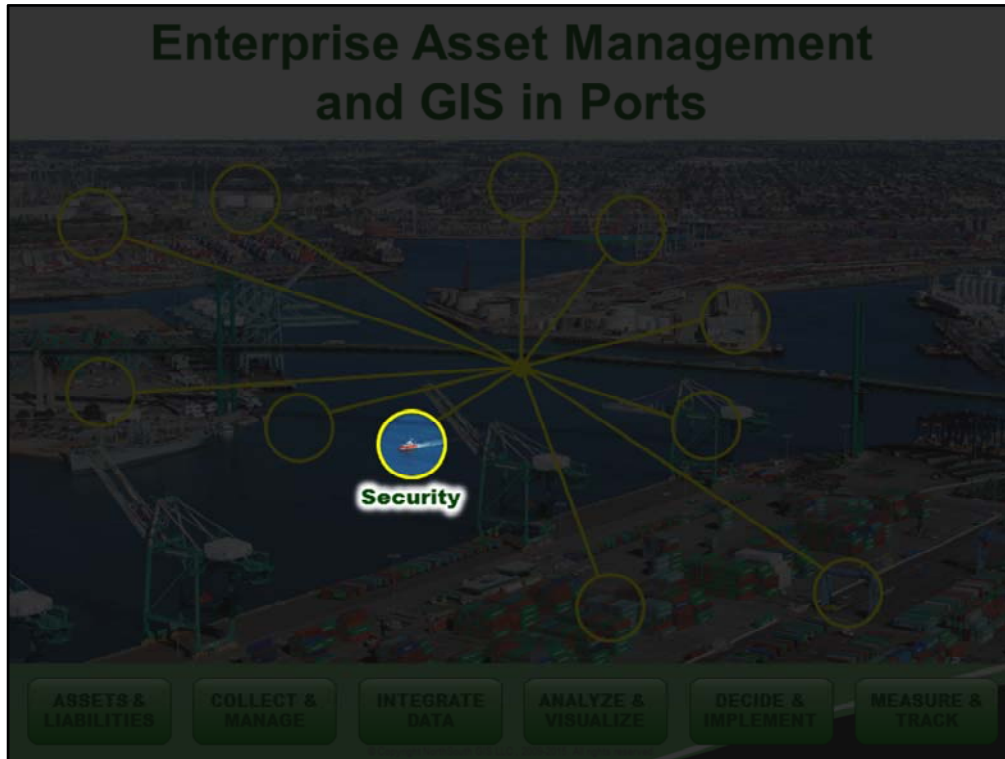 Enterprise Asset Management
and GIS in Ports
Security
ASSETS &
LIABILITIES
COLLECT &
MANAGE
INTEGRATE
DATA
ANALYZE &
VISUALIZE
DECIDE &
IMPLEMENT
MEASURE &
TRACK